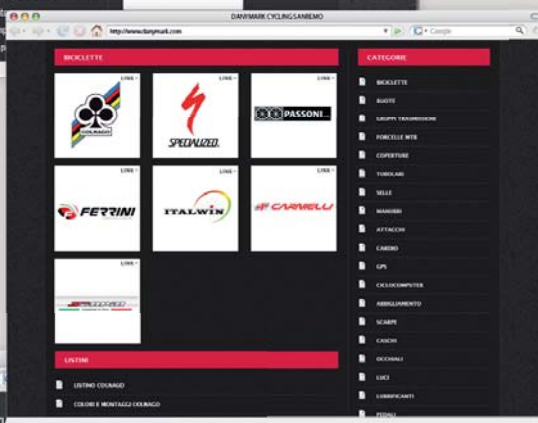 DANYMARK CYCLING SANREMO
http://www.danymark.com
Google
BICICLETTE
LINK
COLNAGO
LINK
SPECIALIZED.
LINK
PASSONI
LINK
FERRINI
LINK
ITALWIN
LINK
CARNIELLI
LINK
LISTINI
LISTINO COLNAGO
COLORI E MONTAGGI COLNAGO
CATEGORIE
BICICLETTE
RUOTE
GRUPPI TRASMISSIONE
FORCELLE MTB
COPERTURE
TUBOLARI
SELLE
MANUBRI
ATTACCHI
CARDIO
GPS
CICLOCOMPUTER
ABBIGLIAMENTO
SCARPE
CASCHI
OCCHIALI
LUCI
LUBRIFICANTI
PEDALI